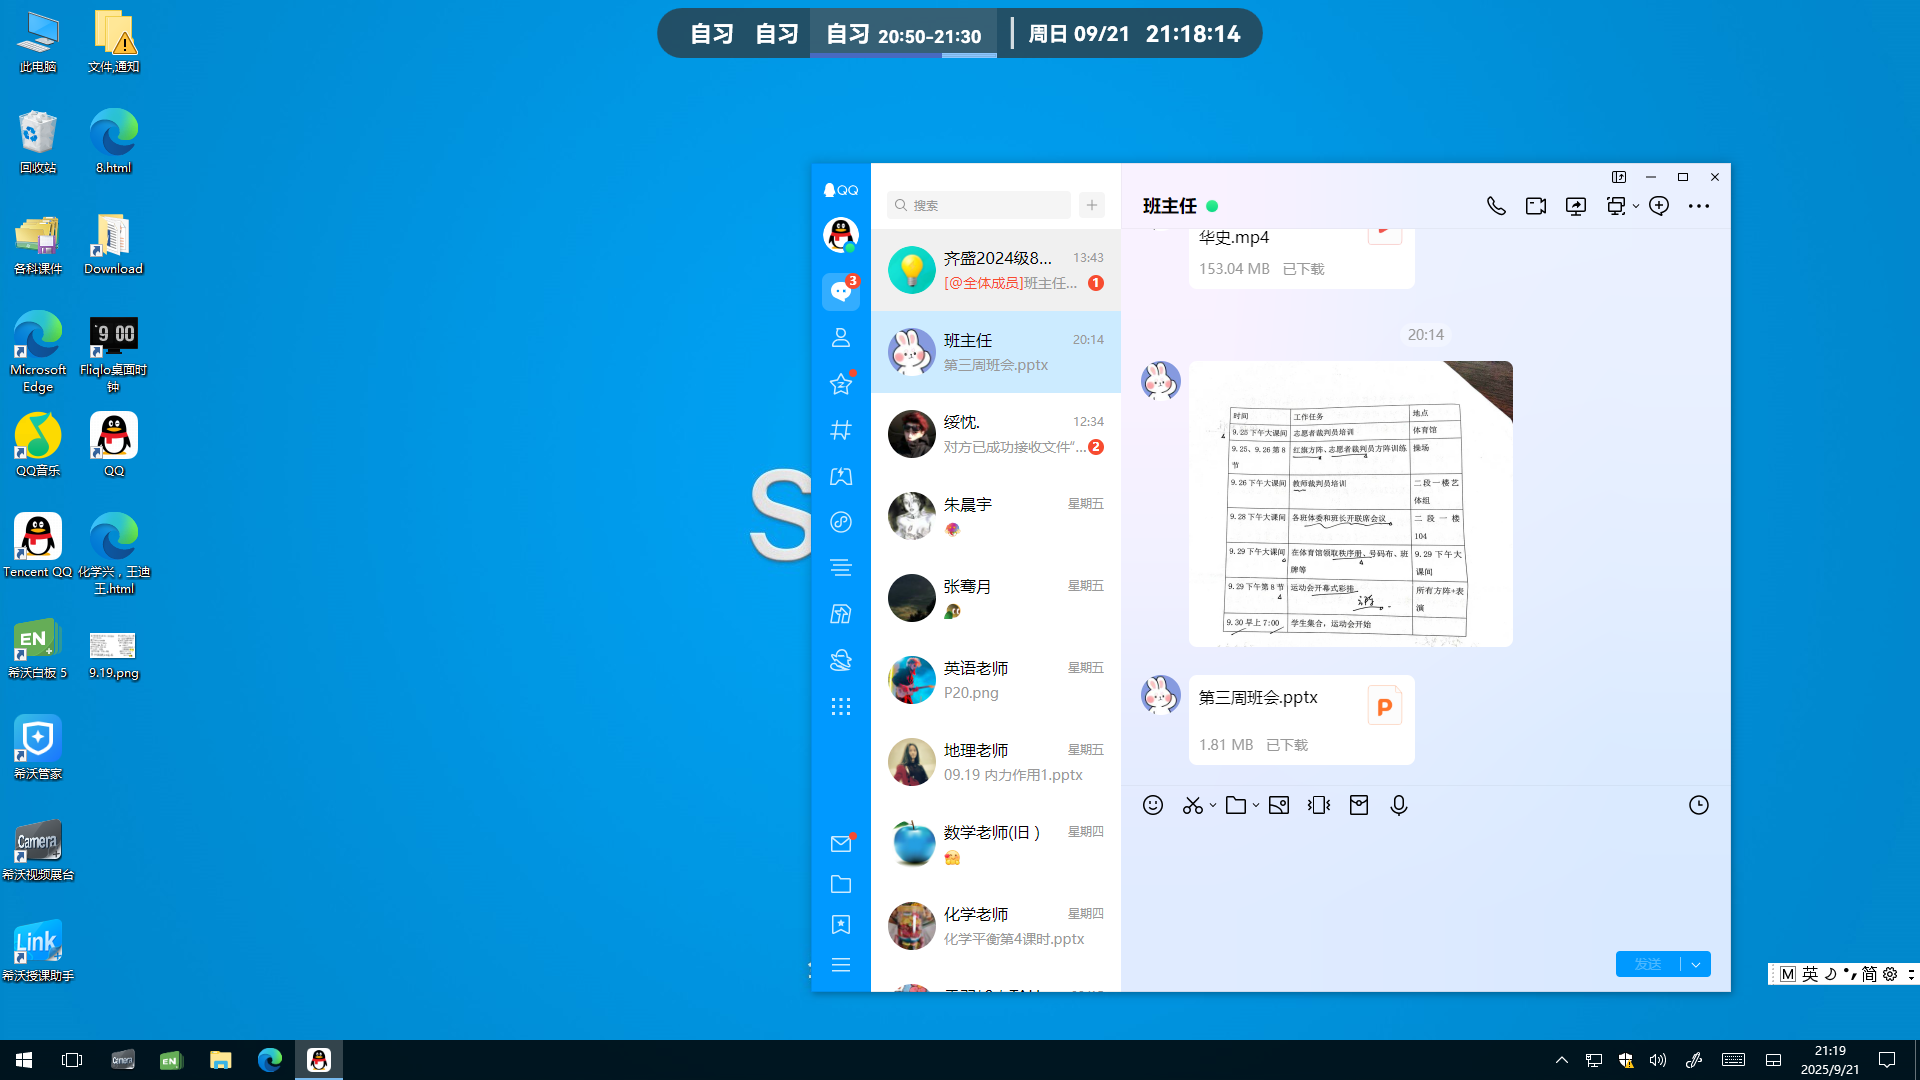 自习 自习 自习 20:50-21:30 周日 09/21 21:18:14
此电脑
文件,通知
回收站
8.html
各科课件
Download
Microsoft Edge
9 00
Fliqlo桌面时钟
QQ音乐
QQ
Tencent QQ
化学兴，王迪王.html
EN
希沃白板 5
9.19.png
希沃管家
Camera
希沃视频展台
Link
希沃授课助手
S
QQ
3
搜索
齐盛2024级8... 13:43
[@全体成员]班主任... 1
班主任 20:14
第三周班会.pptx
绥忱. 12:34
对方已成功接收文件“... 2
朱晨宇 星期五
张骞月 星期五
英语老师 星期五
P20.png
地理老师 星期五
09.19 内力作用1.pptx
数学老师(旧 ) 星期四
化学老师 星期四
化学平衡第4课时.pptx
班主任
华史.mp4
153.04 MB 已下载
20:14
时间 工作任务 地点
9.25 下午大课间 志愿者裁判员培训 体育馆
9.25、9.26 第 8 节 红旗方阵、志愿者裁判员方阵训练 操场
9.26 下午大课间 教师裁判员培训 二段一楼艺体组
9.28 下午大课间 各班体委和班长开联席会议 二段一楼 104
9.29 下午大课间 在体育馆领取秩序册、号码布、班牌等 9.29 下午大课间
9.29 下午第 8 节 运动会开幕式彩排 所有方阵+表演
9.30 早上 7:00 学生集合，运动会开始
第三周班会.pptx
P
1.81 MB 已下载
发送
M 英 简
Camera
EN
21:19
2025/9/21